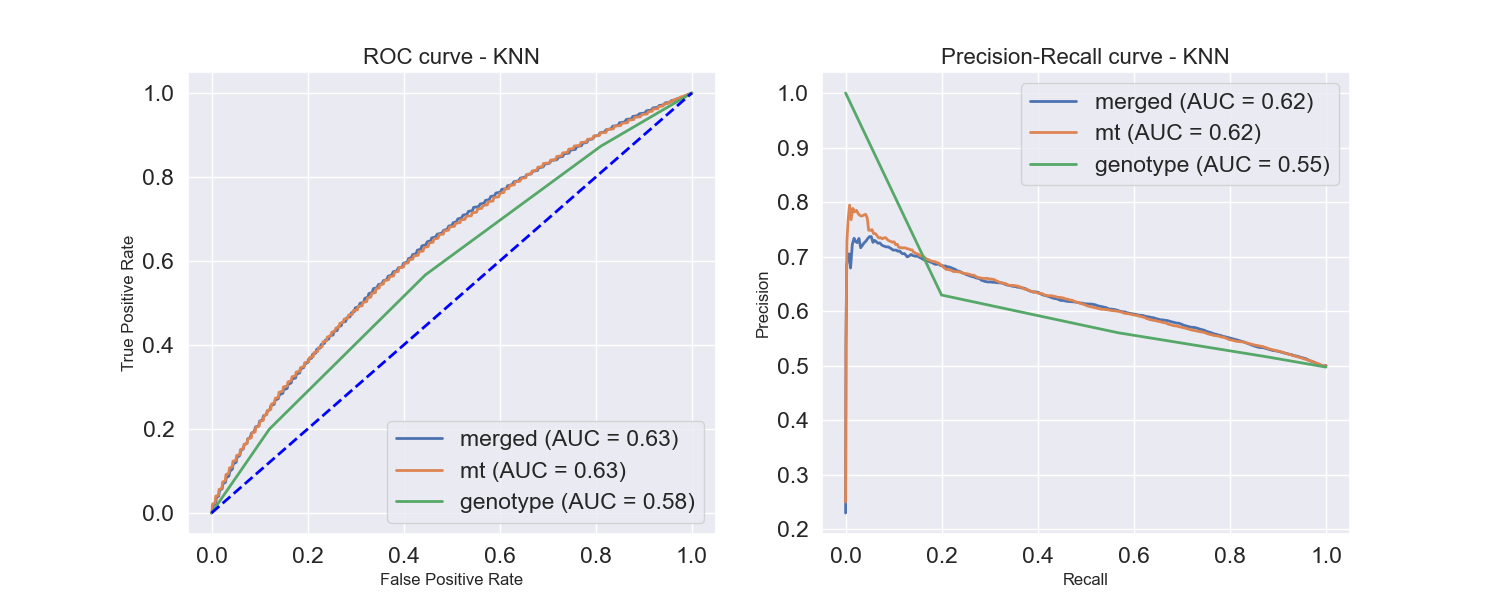 ROC curve - KNN
1.0
0.8
0.6
0.4
0.2
0.0
True Positive Rate
merged (AUC = 0.63)
mt (AUC = 0.63)
genotype (AUC = 0.58)
0.0 0.2 0.4 0.6 0.8 1.0
False Positive Rate
Precision-Recall curve - KNN
1.0
0.9
0.8
0.7
0.6
0.5
0.4
0.3
0.2
Precision
merged (AUC = 0.62)
mt (AUC = 0.62)
genotype (AUC = 0.55)
0.0 0.2 0.4 0.6 0.8 1.0
Recall